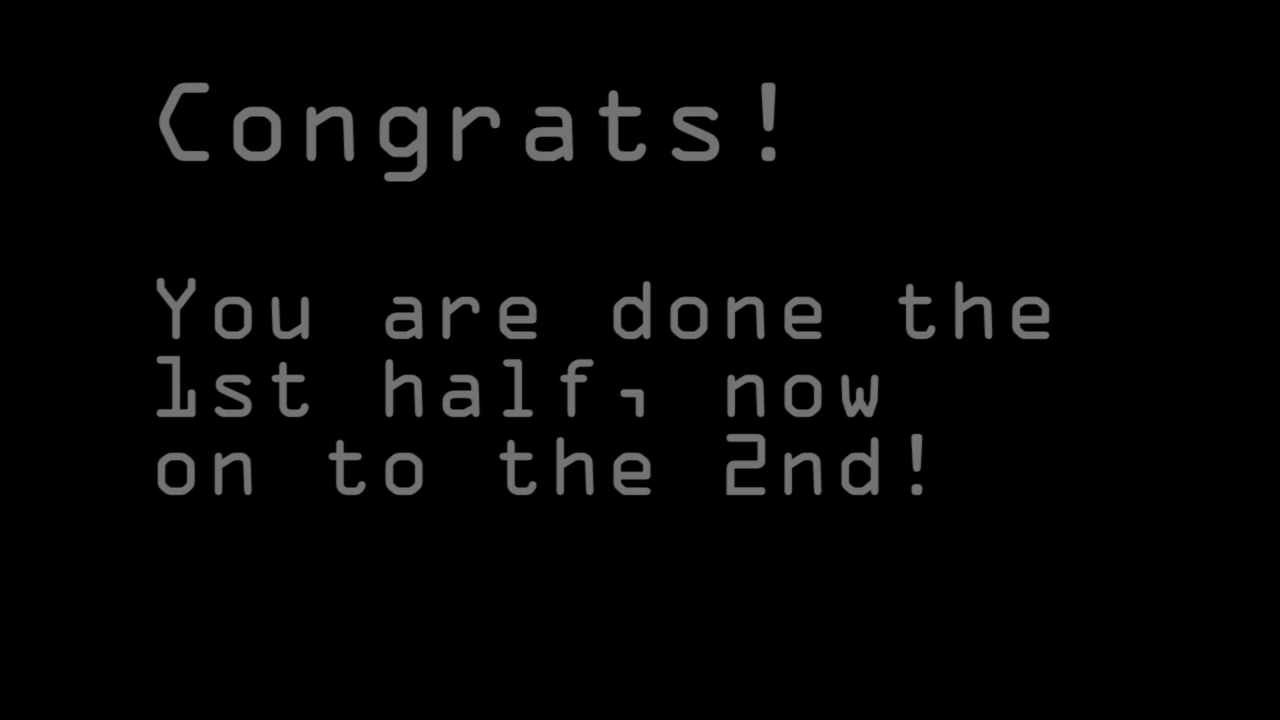 Congrats!
You are done the
1st half, now
on to the 2nd!